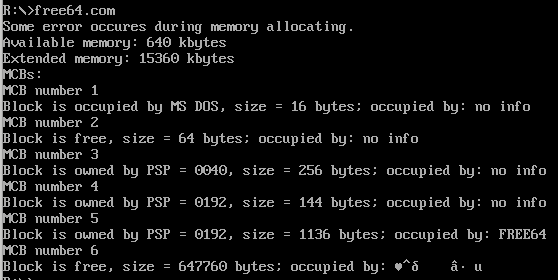 R:\>free64.com
Some error occures during memory allocating.
Available memory: 640 kbytes
Extended memory: 15360 kbytes
MCBs:
MCB number 1
Block is occupied by MS DOS, size = 16 bytes; occupied by: no info
MCB number 2
Block is free, size = 64 bytes; occupied by: no info
MCB number 3
Block is owned by PSP = 0040, size = 256 bytes; occupied by: no info
MCB number 4
Block is owned by PSP = 0192, size = 144 bytes; occupied by: no info
MCB number 5
Block is owned by PSP = 0192, size = 1136 bytes; occupied by: FREE64
MCB number 6
Block is free, size = 647760 bytes; occupied by: ♥^δ    â· u